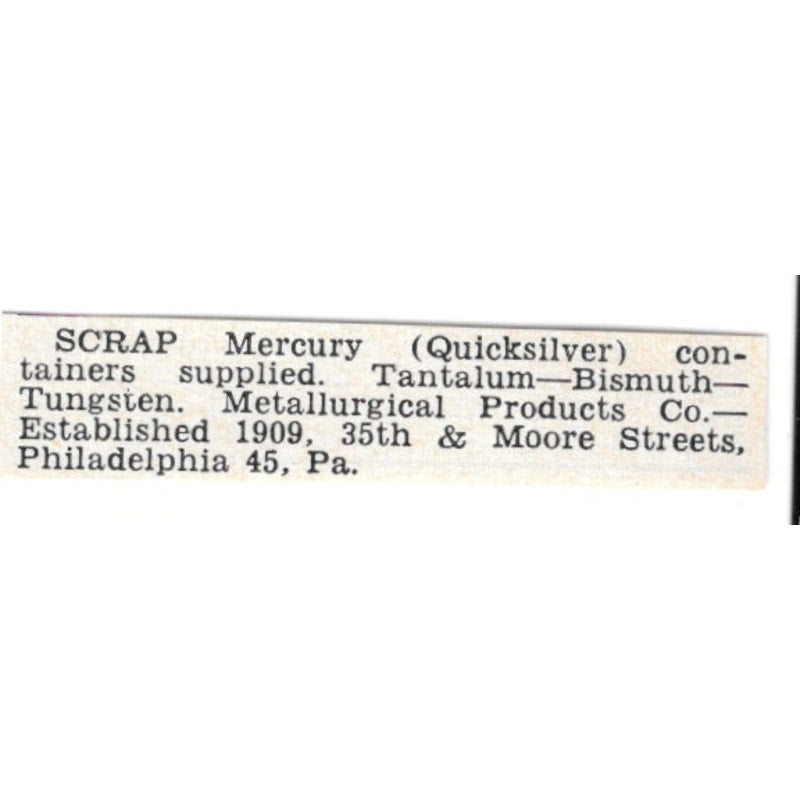 SCRAP Mercury (Quicksilver) con-
tainers supplied. Tantalum—Bismuth—
Tungsten. Metallurgical Products Co.—
Established 1909, 35th & Moore Streets,
Philadelphia 45, Pa.